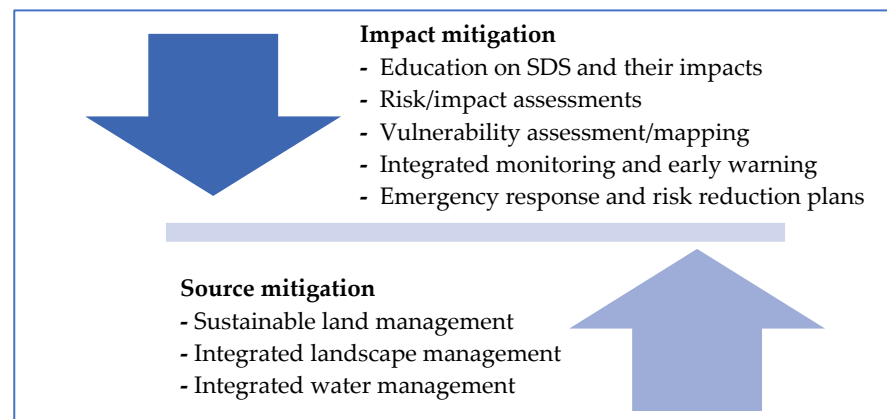 Impact mitigation
- Education on SDS and their impacts
- Risk/impact assessments
- Vulnerability assessment/mapping
- Integrated monitoring and early warning
- Emergency response and risk reduction plans
Source mitigation
- Sustainable land management
- Integrated landscape management
- Integrated water management